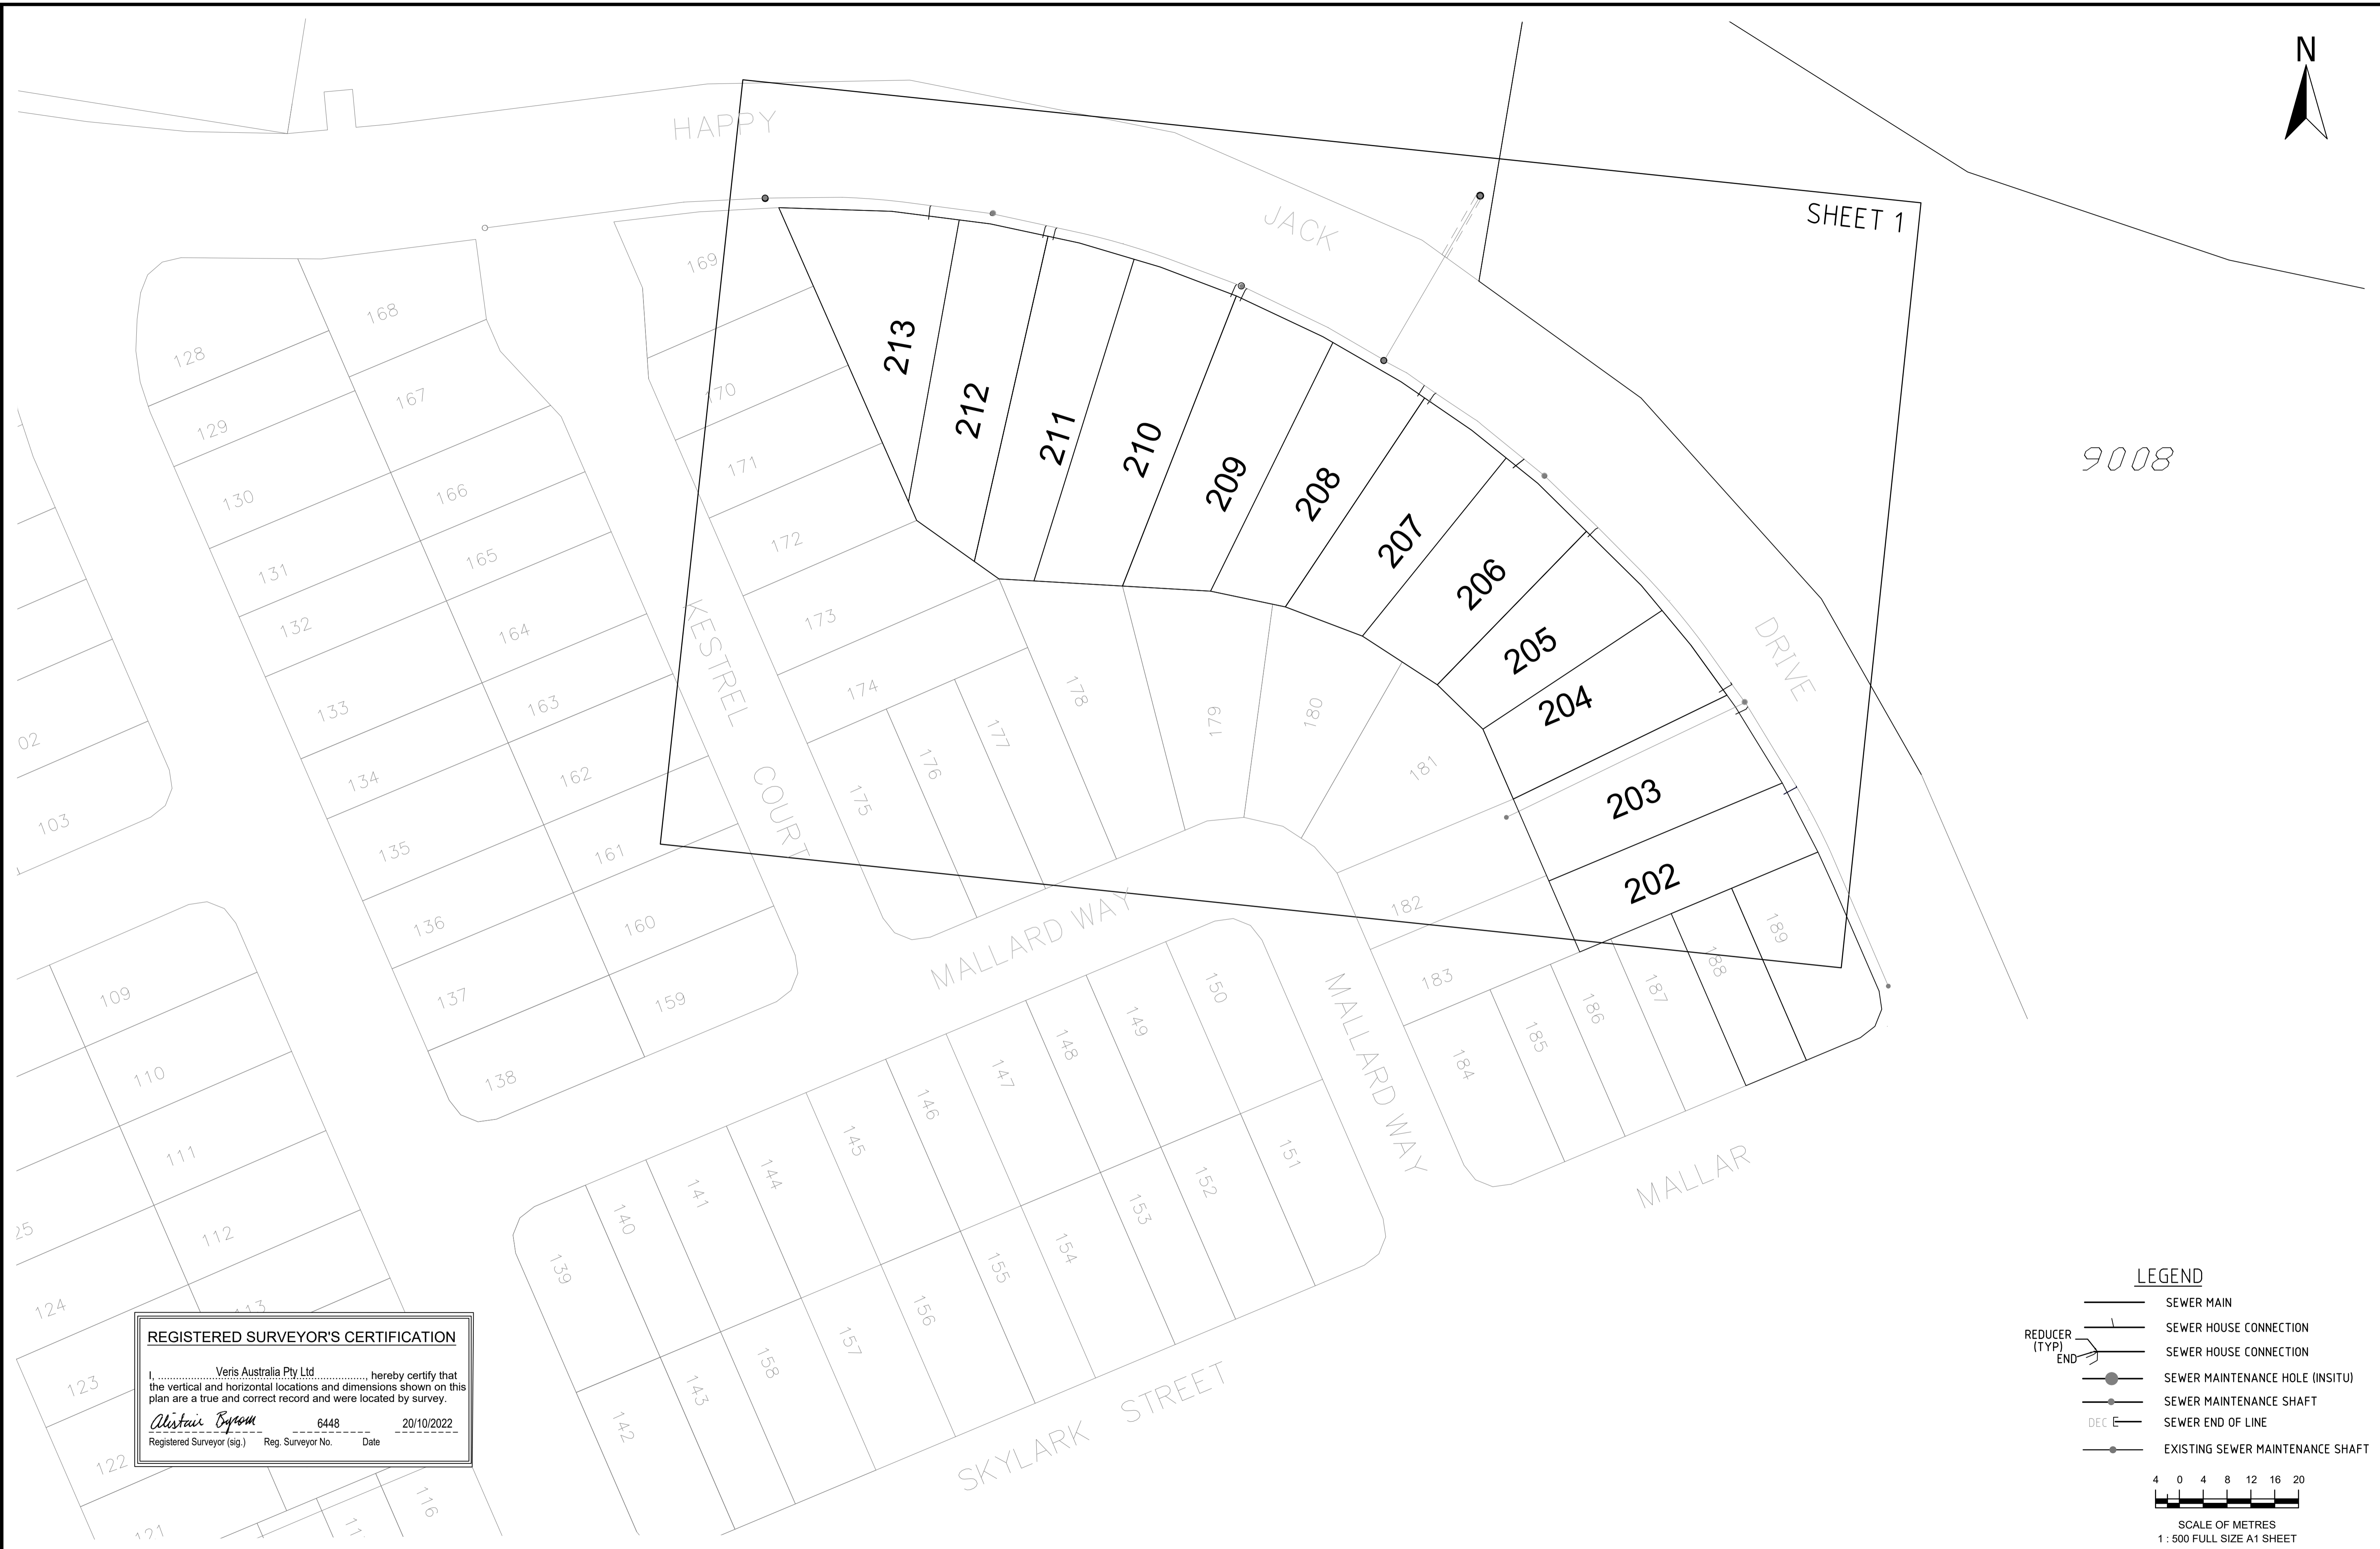 N
HAPPY
JACK
DRIVE
SHEET 1
9008
213
212
211
210
209
208
207
206
205
204
203
202
169
170
171
172
173
174
175
176
177
178
179
180
181
182
183
184
185
186
187
188
189
168
167
166
165
164
163
162
161
160
159
128
129
130
131
132
133
134
135
136
137
138
02
103
109
110
111
112
113
25
124
123
122
121
116
11
KESTREL COURT
MALLARD WAY
MALLARD WAY
MALLAR
SKYLARK STREET
139
140
141
144
145
146
147
148
149
150
151
152
153
154
155
156
157
158
143
142
REGISTERED SURVEYOR'S CERTIFICATION
I, Veris Australia Pty Ltd, hereby certify that
the vertical and horizontal locations and dimensions shown on this
plan are a true and correct record and were located by survey.
Alistair Byrom 6448 20/10/2022
Registered Surveyor (sig.) Reg. Surveyor No. Date
LEGEND
SEWER MAIN
SEWER HOUSE CONNECTION
REDUCER
(TYP)
END
SEWER HOUSE CONNECTION
SEWER MAINTENANCE HOLE (INSITU)
SEWER MAINTENANCE SHAFT
DEC E SEWER END OF LINE
EXISTING SEWER MAINTENANCE SHAFT
4 0 4 8 12 16 20
SCALE OF METRES
1 : 500 FULL SIZE A1 SHEET